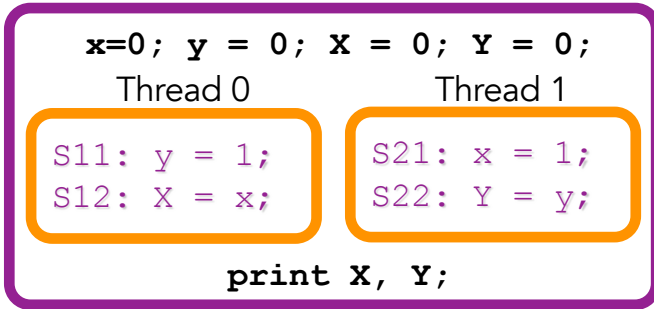 x=0; y = 0; X = 0; Y = 0;
Thread 0 Thread 1
S11: y = 1; S21: x = 1;
S12: X = x; S22: Y = y;
print X, Y;